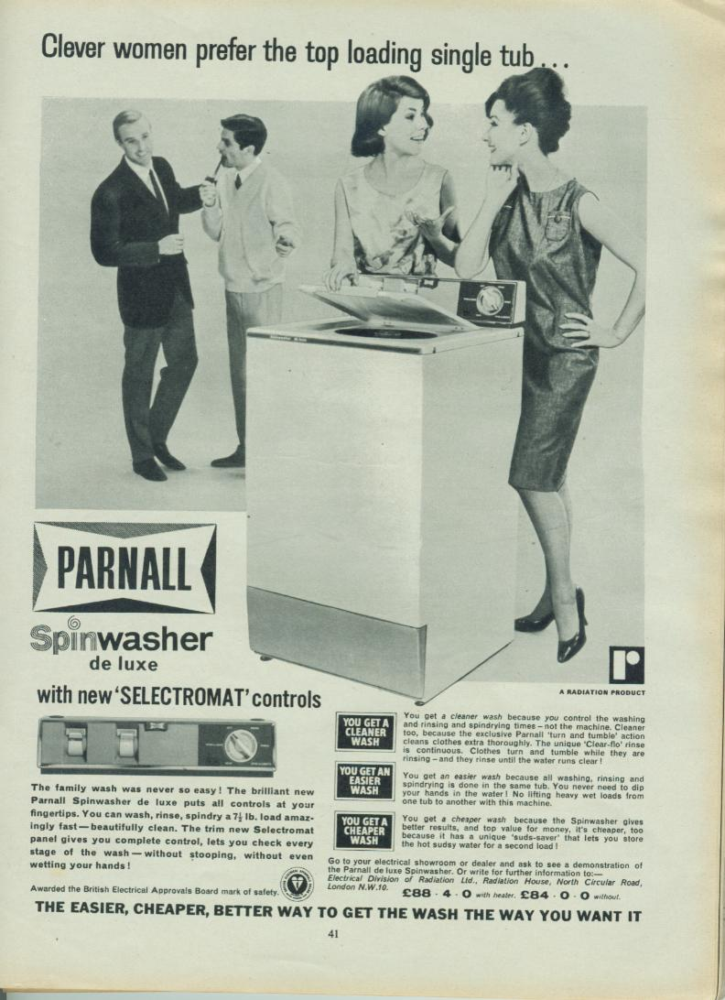 Clever women prefer the top loading single tub...
PARNALL
Spinwasher
de luxe
with new 'SELECTROMAT' controls
The family wash was never so easy! The brilliant new
Parnall Spinwasher de luxe puts all controls at your
fingertips. You can wash, rinse, spindry a 7½ lb. load amaz-
ingly fast—beautifully clean. The trim new Selectromat
panel gives you complete control, lets you check every
stage of the wash—without stooping, without even
wetting your hands!
Awarded the British Electrical Approvals Board mark of safety.
r
A RADIATION PRODUCT
YOU GET A
CLEANER
WASH
You get a cleaner wash because you control the washing
and rinsing and spindrying times – not the machine. Cleaner
too, because the exclusive Parnall 'turn and tumble' action
cleans clothes extra thoroughly. The unique 'Clear-flo' rinse
is continuous. Clothes turn and tumble while they are
rinsing – and they rinse until the water runs clear!
YOU GET AN
EASIER
WASH
You get an easier wash because all washing, rinsing and
spindrying is done in the same tub. You never need to dip
your hands in the water! No lifting heavy wet loads from
one tub to another with this machine.
YOU GET A
CHEAPER
WASH
You get a cheaper wash because the Spinwasher gives
better results, and top value for money, it's cheaper, too
because it has a unique 'suds-saver' that lets you store
the hot sudsy water for a second load!
Go to your electrical showroom or dealer and ask to see a demonstration of
the Parnall de luxe Spinwasher. Or write for further information to:—
Electrical Division of Radiation Ltd., Radiation House, North Circular Road,
London N.W.10. £88 · 4 · 0 with heater. £84 · 0 · 0 without.
THE EASIER, CHEAPER, BETTER WAY TO GET THE WASH THE WAY YOU WANT IT
41